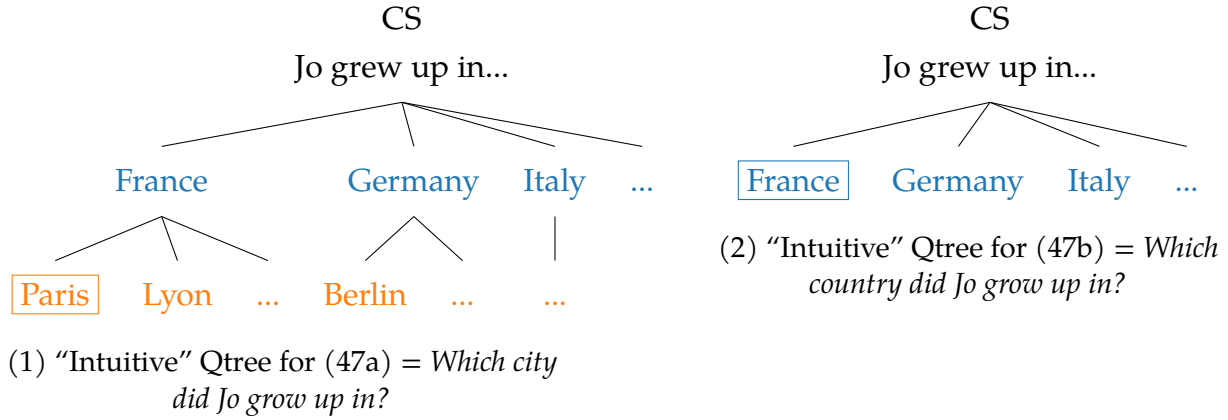 CS
Jo grew up in...
France Germany Italy ...
Paris Lyon ... Berlin ... ...
(1) “Intuitive” Qtree for (47a) = Which city
did Jo grow up in?
CS
Jo grew up in...
France Germany Italy ...
(2) “Intuitive” Qtree for (47b) = Which
country did Jo grow up in?